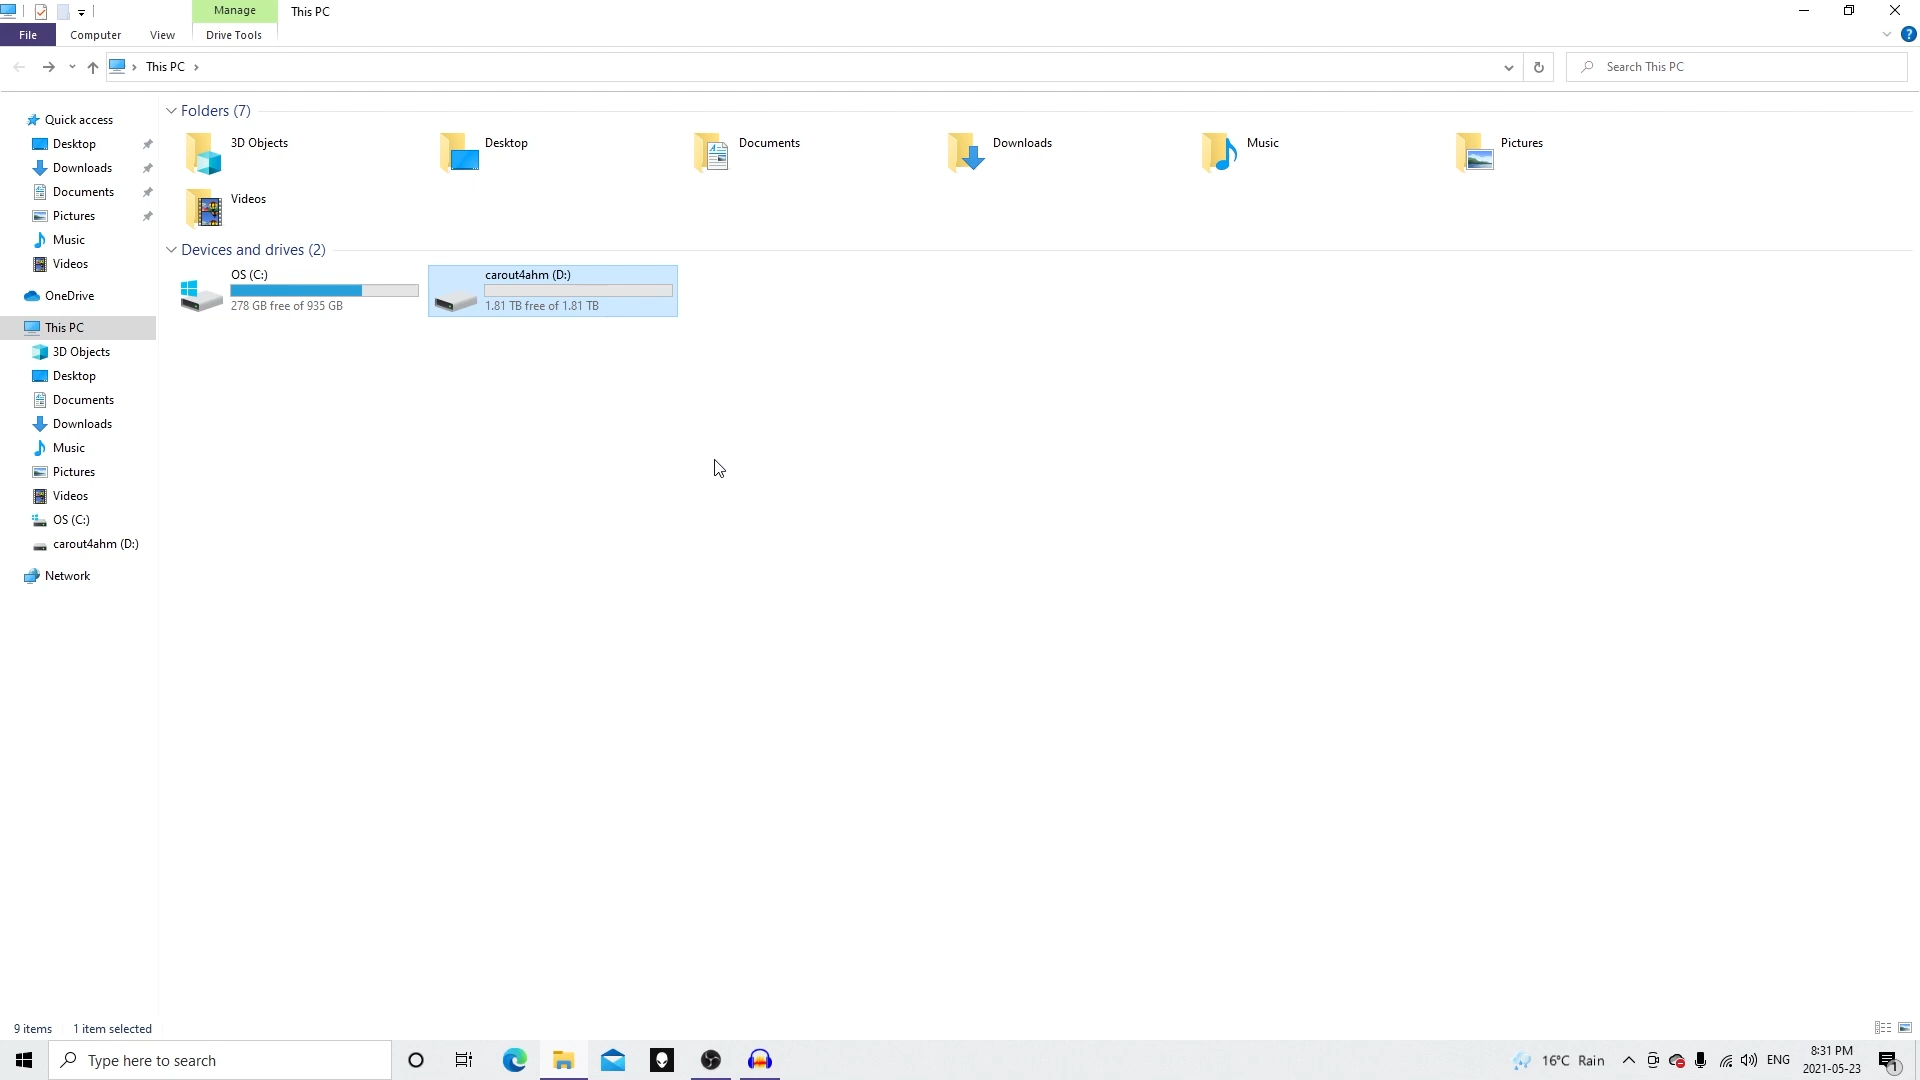 Manage
This PC
File
Computer
View
Drive Tools
This PC
Search This PC
Quick access
Desktop
Downloads
Documents
Pictures
Music
Videos
OneDrive
This PC
3D Objects
Desktop
Documents
Downloads
Music
Pictures
Videos
OS (C:)
carout4ahm (D:)
Network
Folders (7)
3D Objects
Desktop
Documents
Downloads
Music
Pictures
Videos
Devices and drives (2)
OS (C:)
278 GB free of 935 GB
carout4ahm (D:)
1.81 TB free of 1.81 TB
9 items
1 item selected
Type here to search
16°C Rain
ENG
8:31 PM
2021-05-23
1